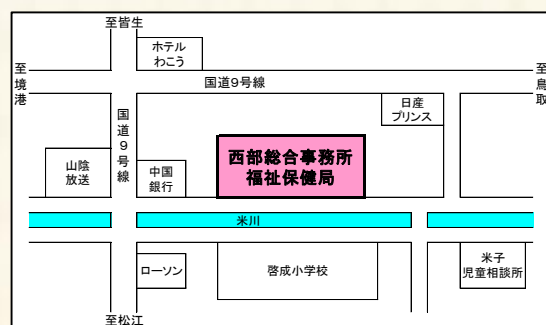 至皆生
ホテル
わこう
至境港
国道9号線
至鳥取
日産
プリンス
国道9号線
西部総合事務所
福祉保健局
山陰
放送
中国
銀行
米川
ローソン
啓成小学校
米子
児童相談所
至松江